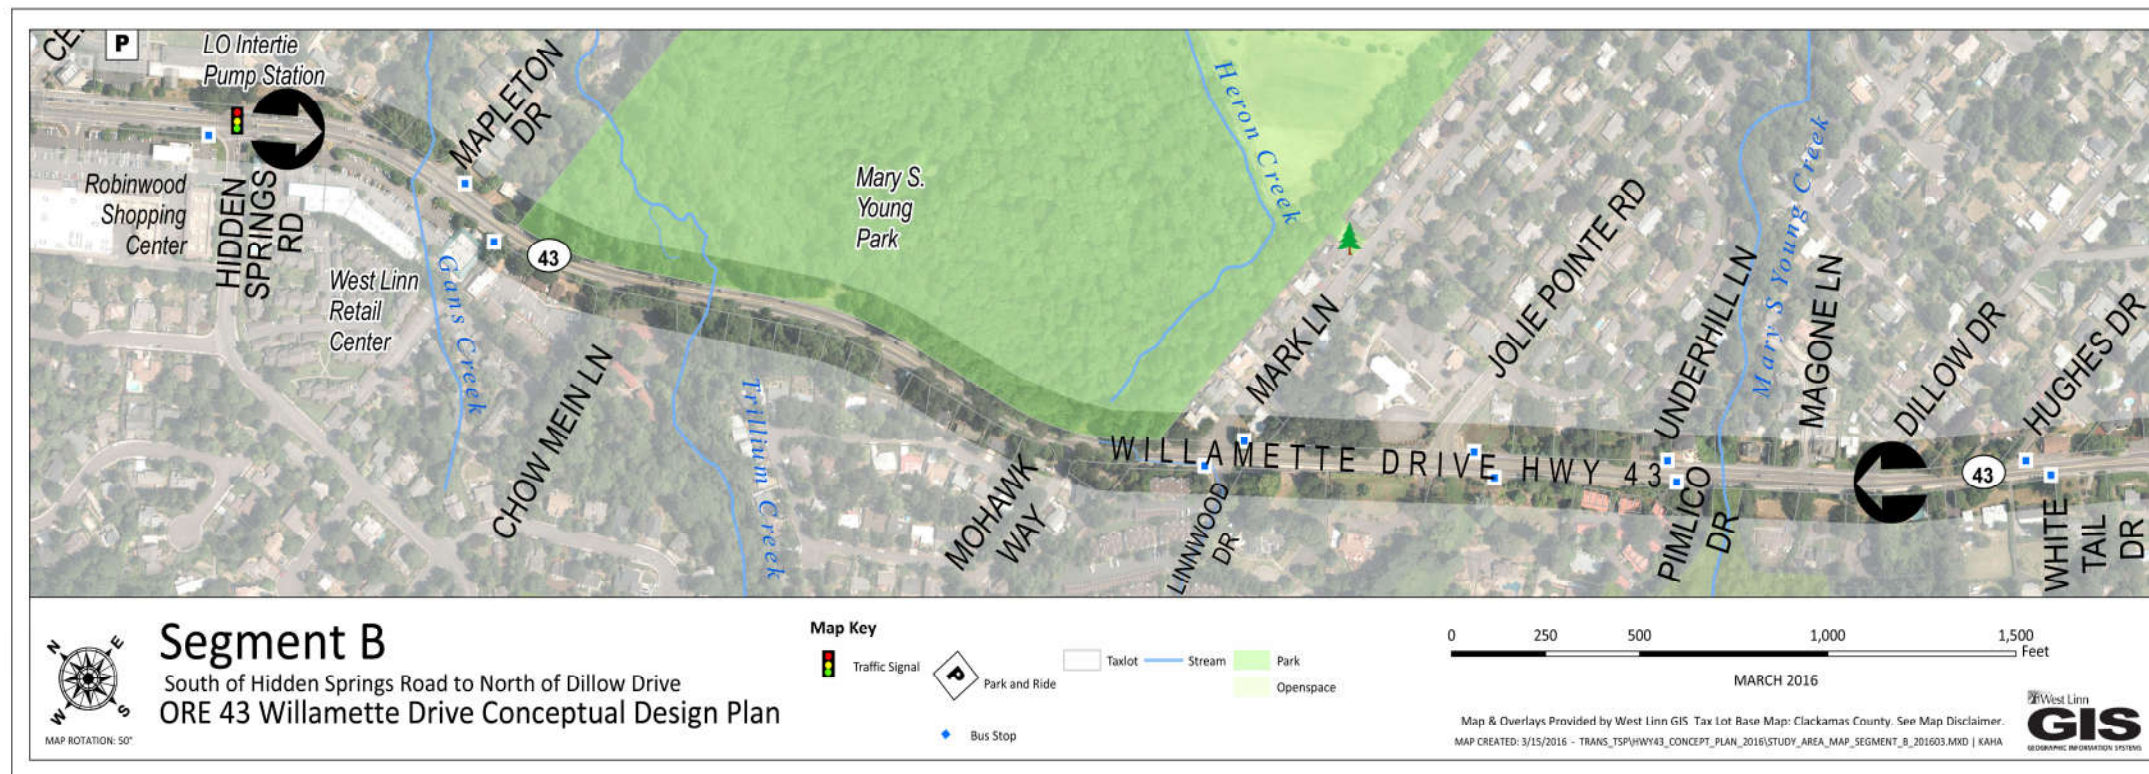 CE
P
LO Intertie
Pump Station
MAPLETON
DR
Heron Creek
Robinwood
Shopping
Center
HIDDEN
SPRINGS
RD
Mary S.
Young
Park
43
West Linn
Retail
Center
Gans Creek
CHOW MEIN LN
Trillium Creek
MOHAWK
WAY
WILLAMETTE DRIVE HWY 43
LINNWOOD
DR
MARK LN
JOLIE POINTE RD
UNDERHILL LN
PIMLICO
DR
Mary S Young Creek
MAGONE LN
DILLOW DR
43
HUGHES DR
WHITE
TAIL
DR
N
E
W
S
MAP ROTATION: 50°
Segment B
South of Hidden Springs Road to North of Dillow Drive
ORE 43 Willamette Drive Conceptual Design Plan
Map Key
Traffic Signal
P
Park and Ride
Taxlot
Stream
Park
Openspace
Bus Stop
0 250 500 1,000 1,500
Feet
MARCH 2016
Map & Overlays Provided by West Linn GIS. Tax Lot Base Map: Clackamas County. See Map Disclaimer.
MAP CREATED: 3/15/2016 - TRANS_TSP\HWY43_CONCEPT_PLAN_2016\STUDY_AREA_MAP_SEGMENT_B_201603.MXD | KAHA
West Linn
GIS
GEOGRAPHIC INFORMATION SYSTEMS